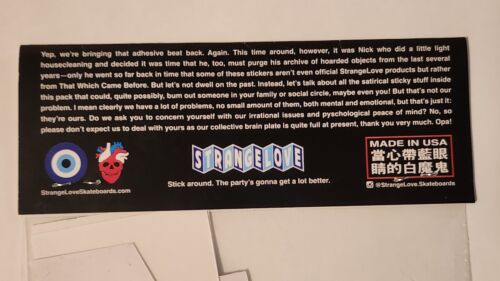 Yep, we're bringing that adhesive beat back. Again. This time around, however, it was Nick who did a little light
housecleaning and decided it was time that he, too, must purge his archive of hoarded objects from the last several
years—only he went so far back in time that some of these stickers aren't even official StrangeLove products but rather
from That Which Came Before. But let's not dwell on the past. Instead, let's talk about all the satirical sticky stuff inside
this pack that could, quite possibly, bum out someone in your family or social circle, maybe even you! But that's not our
problem. I mean clearly we have a lot of problems, no small amount of them, both mental and emotional, but that's just it:
they're ours. Do we ask you to concern yourself with our irrational issues and pyschological peace of mind? No, so
please don't expect us to deal with yours as our collective brain plate is quite full at present, thank you very much. Opa!
STRANGELOVE
MADE IN USA
當心帶藍眼
睛的白魔鬼
StrangeLoveSkateboards.com
Stick around. The party's gonna get a lot better.
@StrangeLove.Skateboards